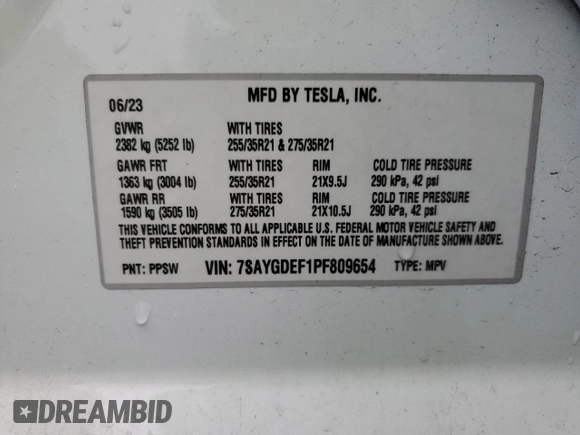 MFD BY TESLA, INC.
06/23
GVWR WITH TIRES
2382 kg (5252 lb) 255/35R21 & 275/35R21
GAWR FRT WITH TIRES RIM COLD TIRE PRESSURE
1363 kg (3004 lb) 255/35R21 21X9.5J 290 kPa, 42 psi
GAWR RR WITH TIRES RIM COLD TIRE PRESSURE
1590 kg (3505 lb) 275/35R21 21X10.5J 290 kPa, 42 psi
THIS VEHICLE CONFORMS TO ALL APPLICABLE U.S. FEDERAL MOTOR VEHICLE SAFETY AND
THEFT PREVENTION STANDARDS IN EFFECT ON THE DATE OF MANUFACTURE SHOWN ABOVE.
PNT: PPSW VIN: 7SAYGDEF1PF809654 TYPE: MPV
DREAMBID